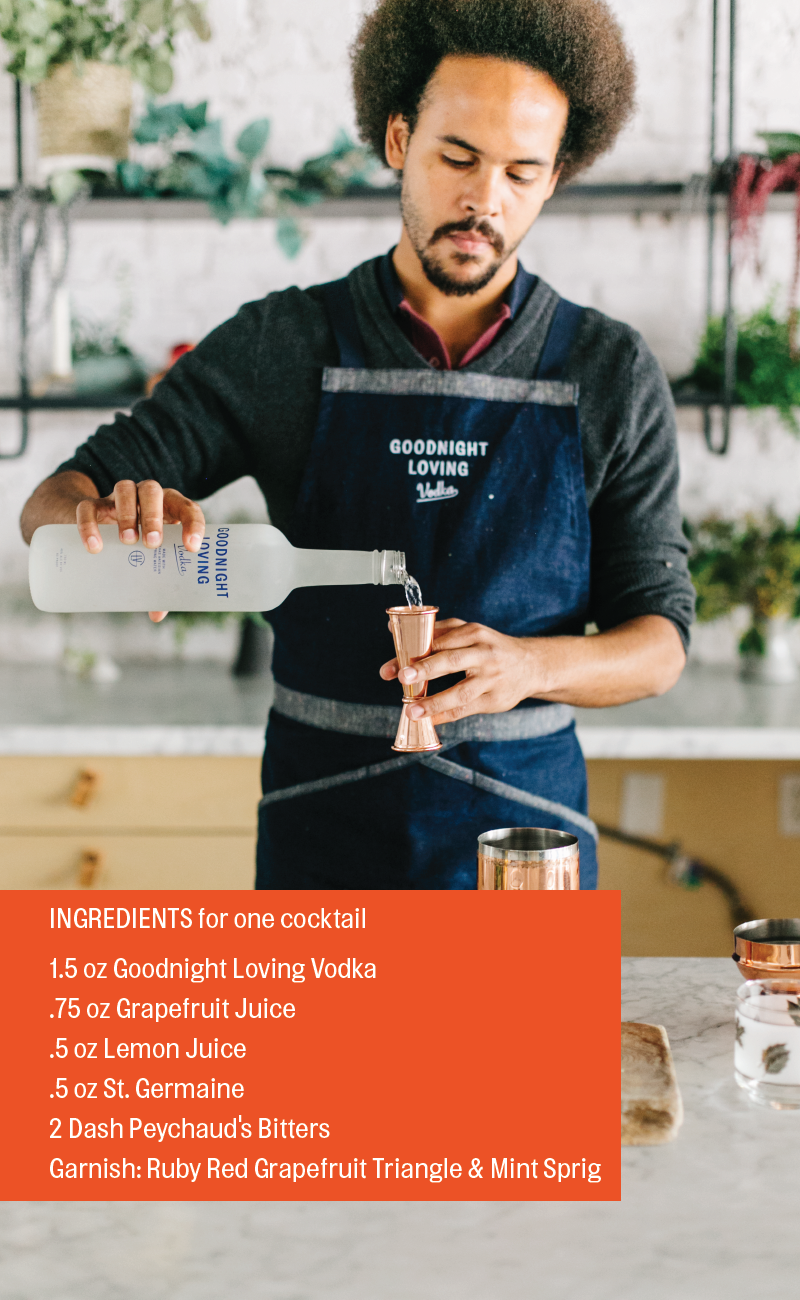 GOODNIGHT
LOVING
Vodka
GOODNIGHT
LOVING
Vodka
INGREDIENTS for one cocktail
1.5 oz Goodnight Loving Vodka
.75 oz Grapefruit Juice
.5 oz Lemon Juice
.5 oz St. Germaine
2 Dash Peychaud's Bitters
Garnish: Ruby Red Grapefruit Triangle & Mint Sprig